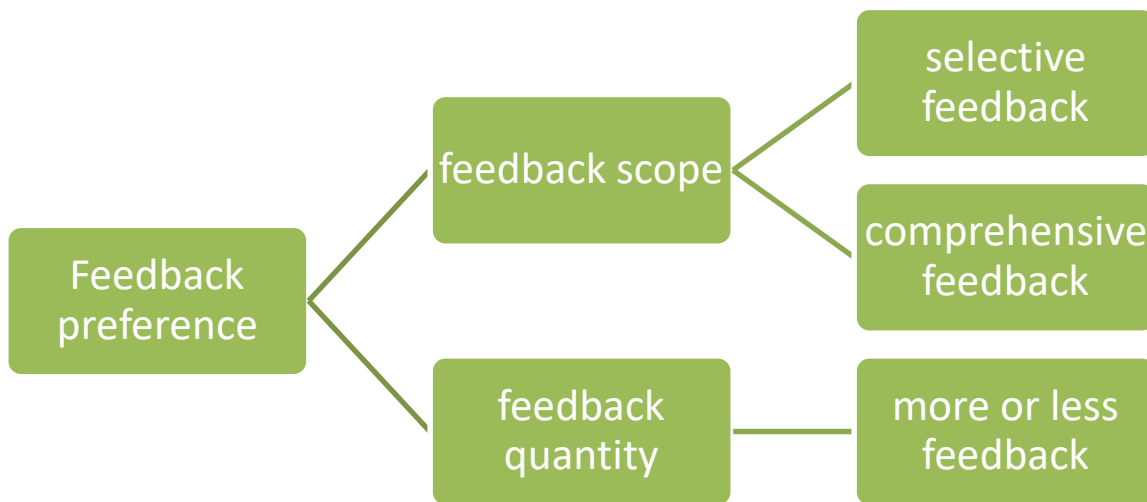 Feedback
preference
feedback scope
selective
feedback
comprehensive
feedback
feedback
quantity
more or less
feedback